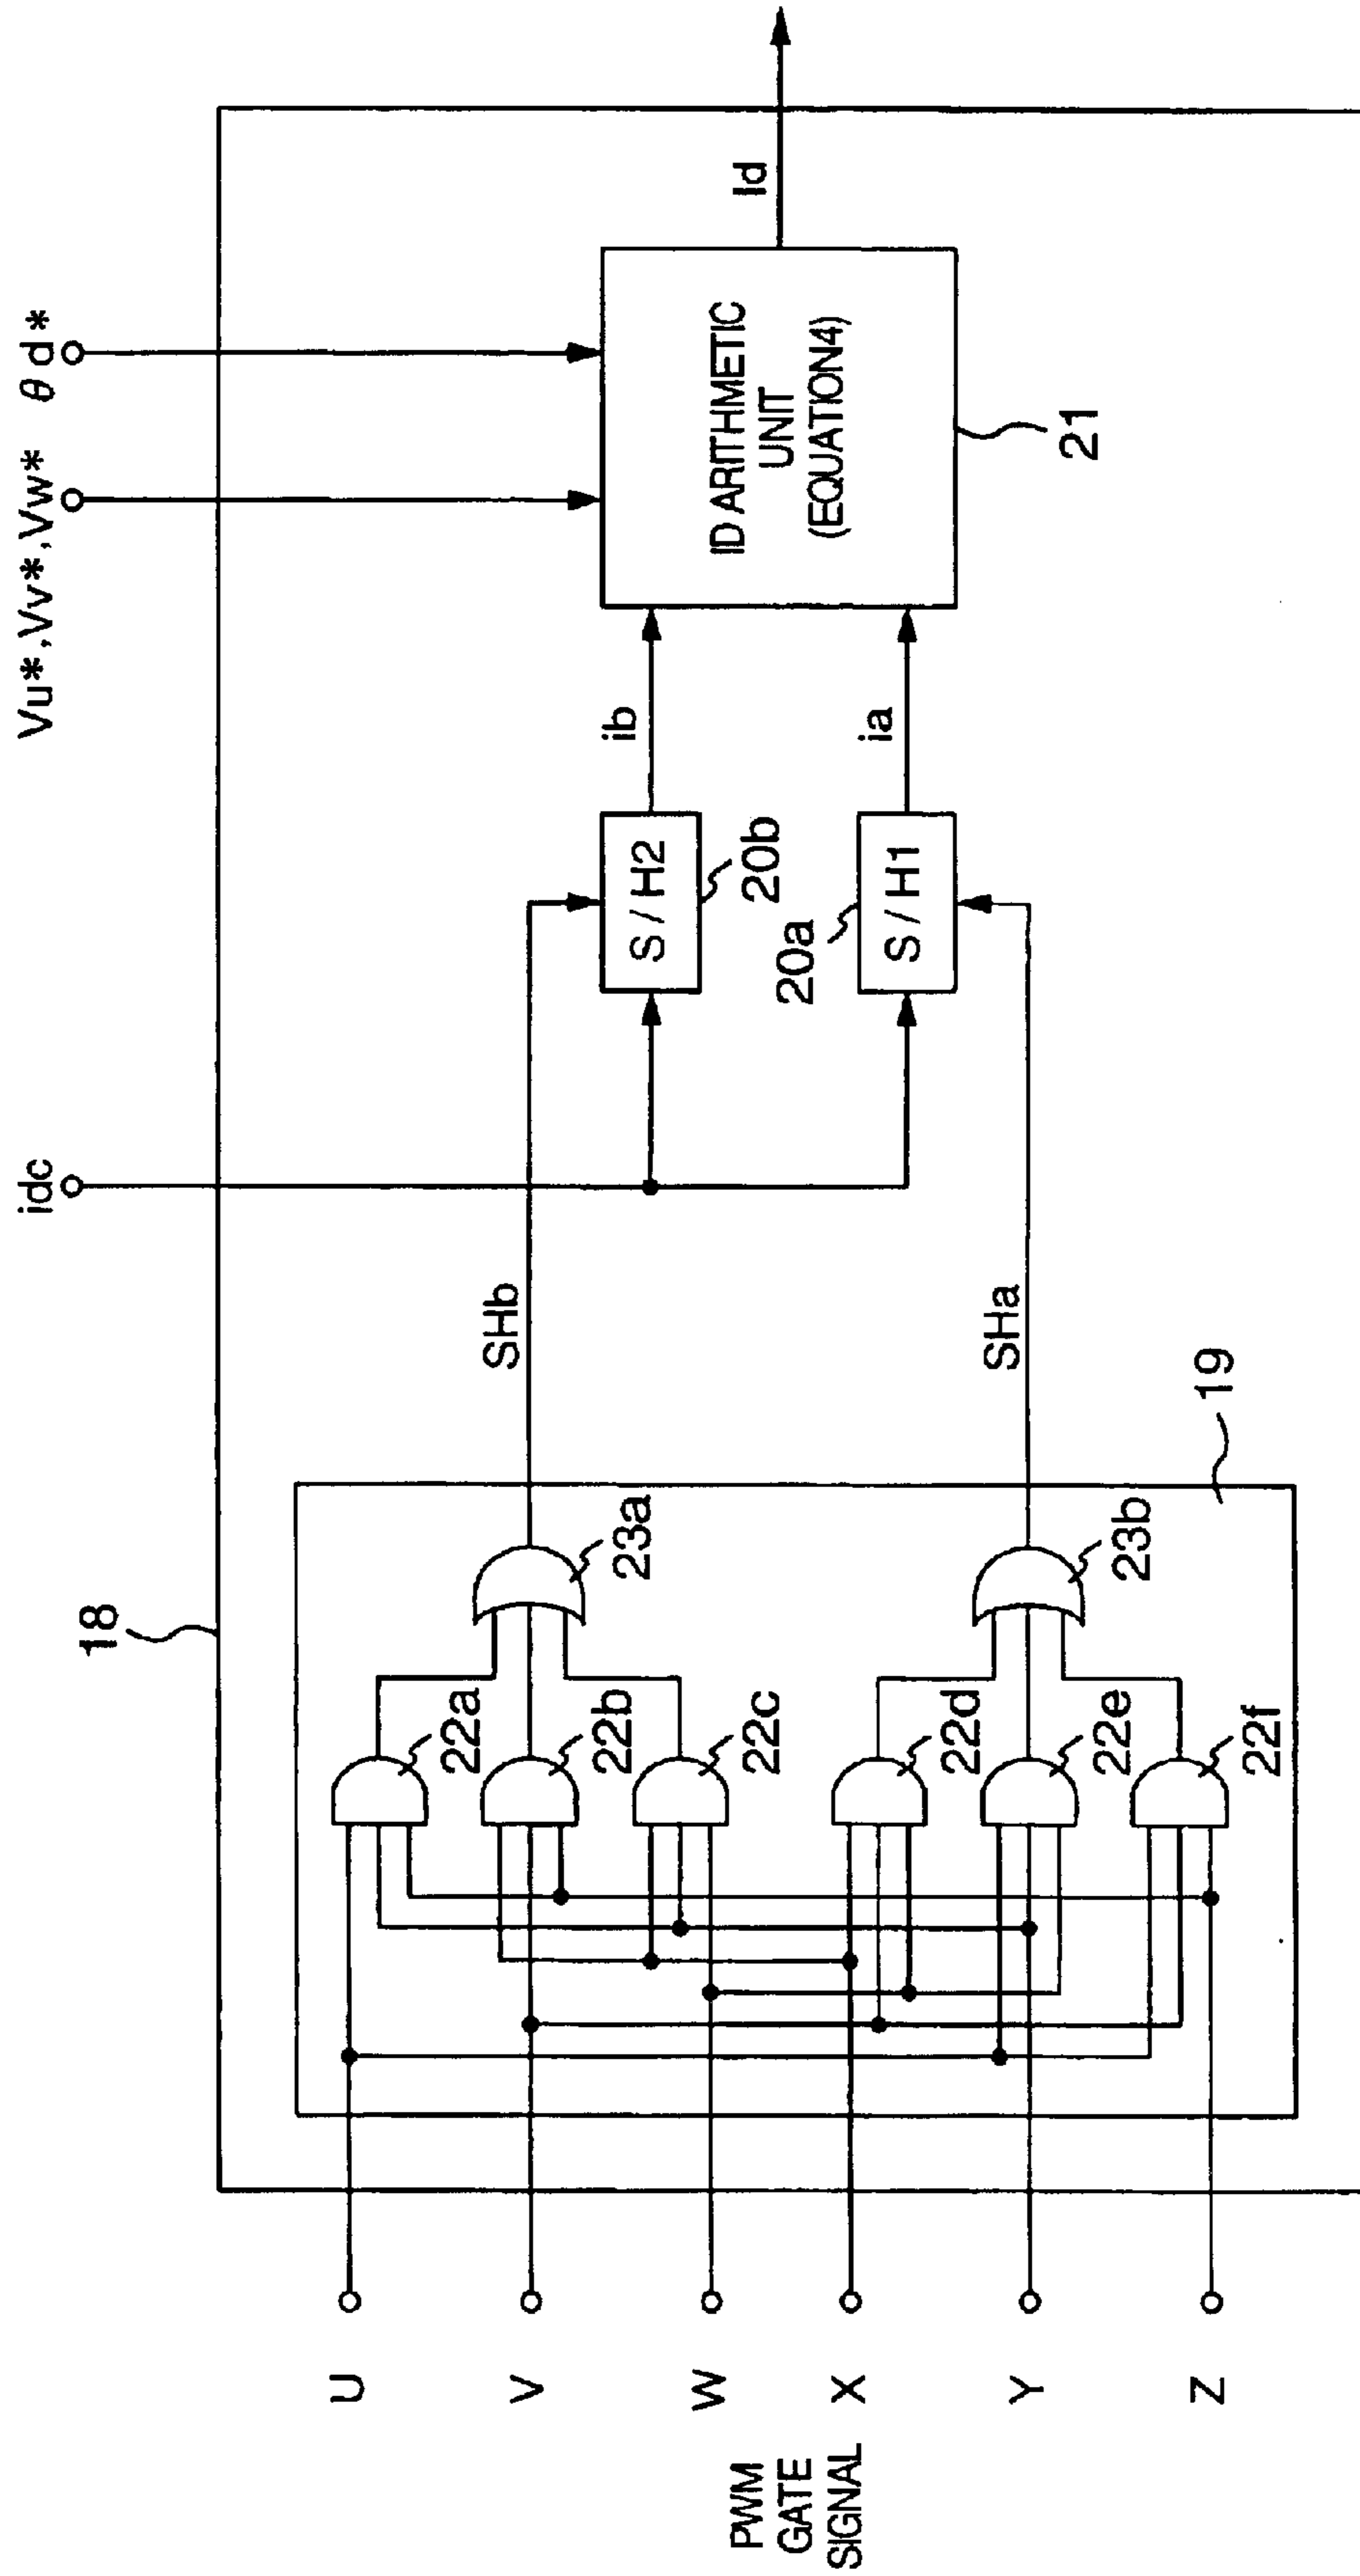 Vu*,Vv*,Vw* θd*
idc
18
SHb
ib
Id
ID ARITHMETIC
UNIT
(EQUATION4)
21
S/H2
20b
20a
S/H1
ia
SHa
19
23a
23b
22a
22b
22c
22d
22e
22f
U
V
W
X
Y
Z
PWM
GATE
SIGNAL